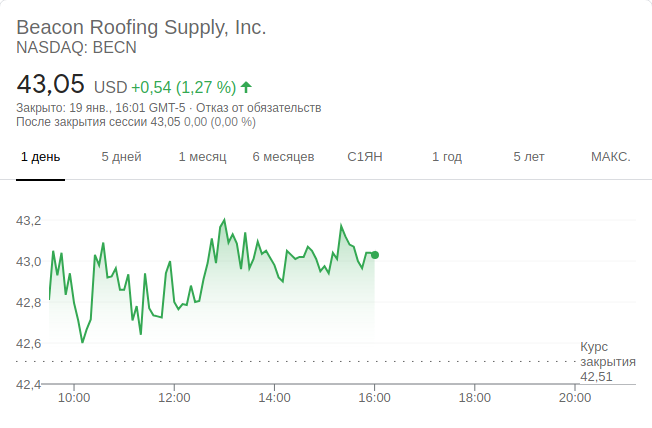 Beacon Roofing Supply, Inc.
NASDAQ: BECN
43,05 USD +0,54 (1,27 %)
Закрыто: 19 янв., 16:01 GMT-5 · Отказ от обязательств
После закрытия сессии 43,05 0,00 (0,00 %)
1 день 5 дней 1 месяц 6 месяцев С1ЯН 1 год 5 лет МАКС.
43,2
43,0
42,8
42,6
Курс
закрытия
42,51
42,4
10:00 12:00 14:00 16:00 18:00 20:00